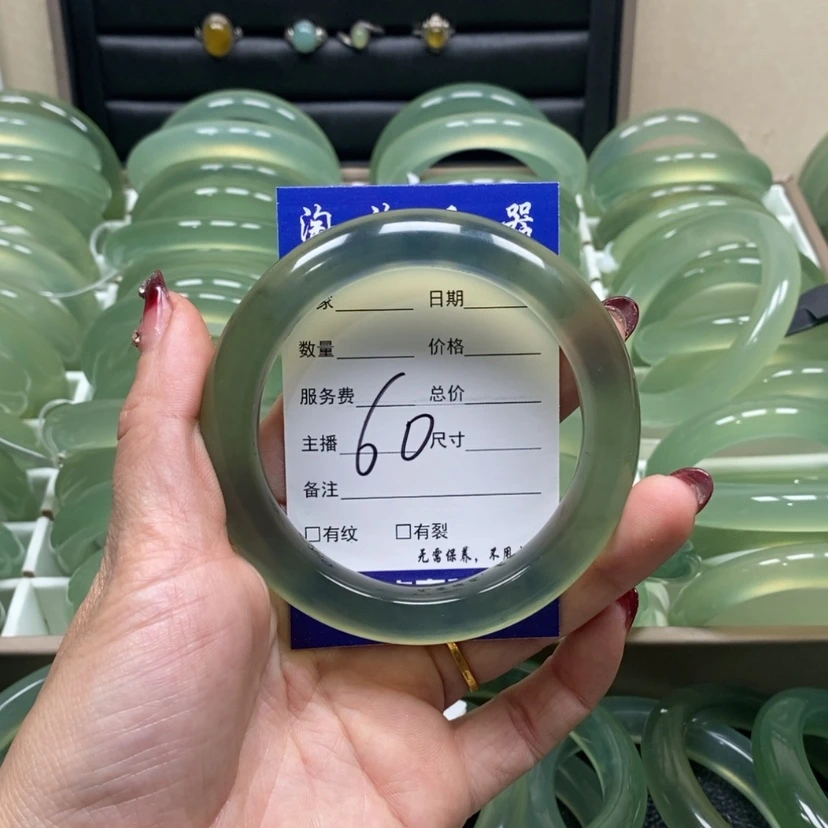 淘 器
家 日期
数量 价格
服务费 总价
主播 60 尺寸
备注
□有纹 □有裂
无需保养，不用